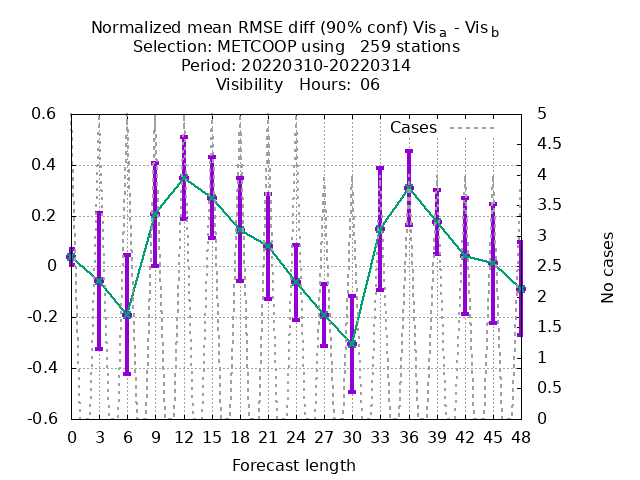 Normalized mean RMSE diff (90% conf) Vis a - Vis b
Selection: METCOOP using 259 stations
Period: 20220310-20220314
Visibility Hours: 06
Cases
0.6
0.4
0.2
0
-0.2
-0.4
-0.6
5
4.5
4
3.5
3
2.5
2
1.5
1
0.5
0
No cases
0 3 6 9 12 15 18 21 24 27 30 33 36 39 42 45 48
Forecast length